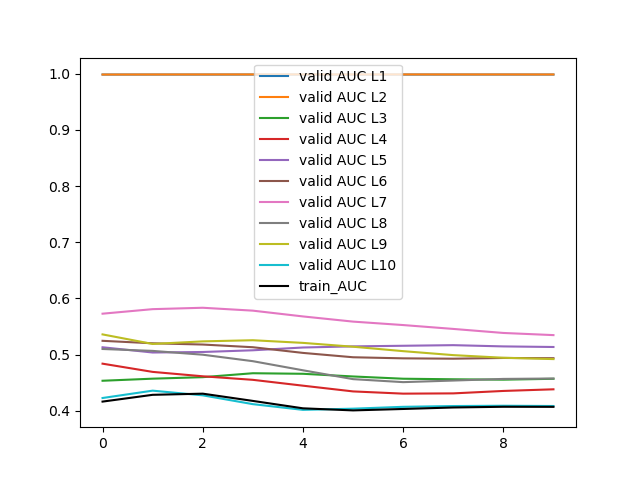 1.0
0.9
0.8
0.7
0.6
0.5
0.4
0 2 4 6 8
valid AUC L1
valid AUC L2
valid AUC L3
valid AUC L4
valid AUC L5
valid AUC L6
valid AUC L7
valid AUC L8
valid AUC L9
valid AUC L10
train_AUC